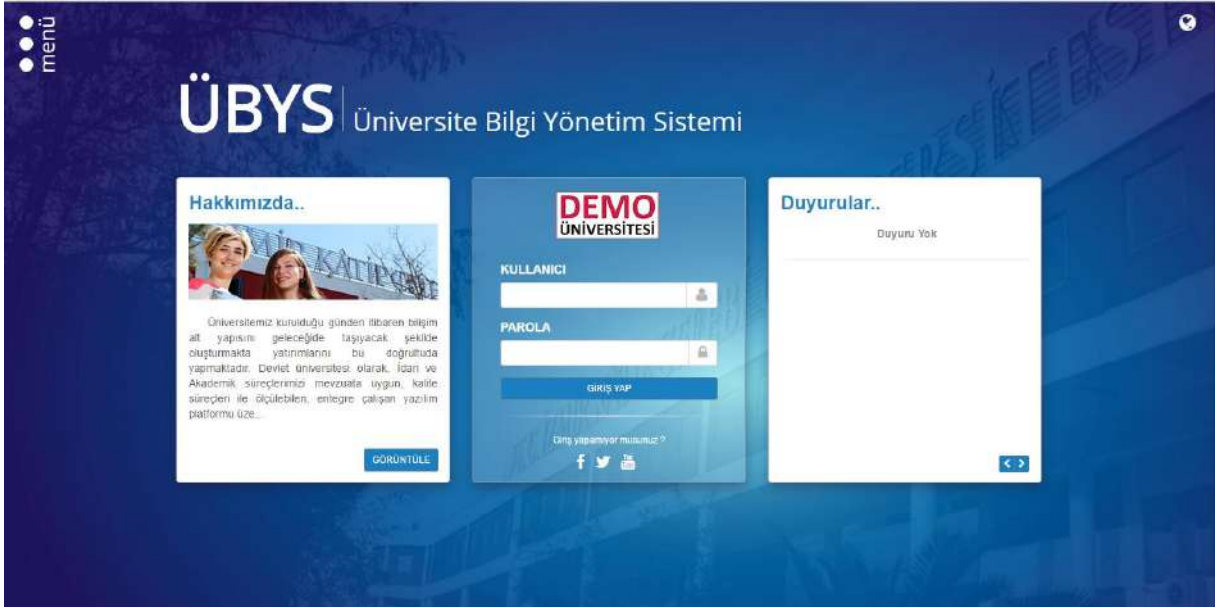 menü
ÜBYS Üniversite Bilgi Yönetim Sistemi
Hakkımızda..
KATİP
Üniversitemiz kurulduğu günden itibaren bilişim
alt yapısını geleceğide taşıyacak şekilde
oluşturmakta yatırımlarını bu doğrultuda
yapmaktadır. Devlet üniversitesi olarak, İdari ve
Akademik süreçlerimizi mevzuata uygun, kalite
süreçleri ile ölçülebilen, entegre çalışan yazılım
platformu üze...
GÖRÜNTÜLE
DEMO
ÜNİVERSİTESİ
KULLANICI
PAROLA
GİRİŞ YAP
Giriş yapamıyor musunuz ?
Duyurular..
Duyuru Yok